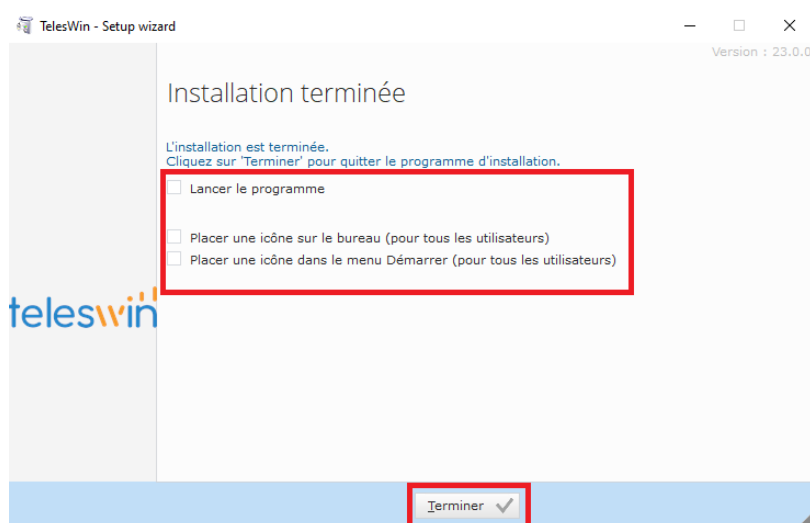 TelesWin - Setup wizard
Version : 23.0.0
Installation terminée
L'installation est terminée.
Cliquez sur 'Terminer' pour quitter le programme d'installation.
Lancer le programme
Placer une icône sur le bureau (pour tous les utilisateurs)
Placer une icône dans le menu Démarrer (pour tous les utilisateurs)
teleswin
Terminer